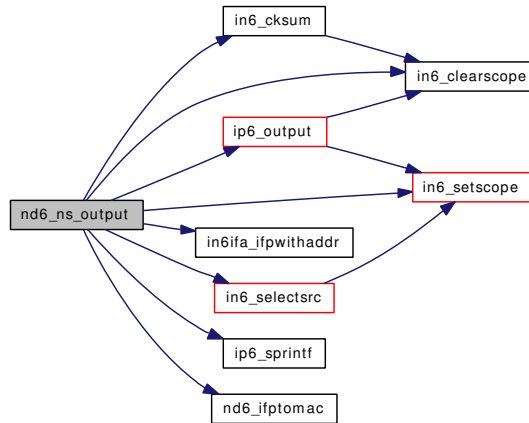 in6_cksum
in6_clearscope
ip6_output
in6_setscope
nd6_ns_output
in6ifa_ifpwithaddr
in6_selectsrc
ip6_sprintf
nd6_ifptomac